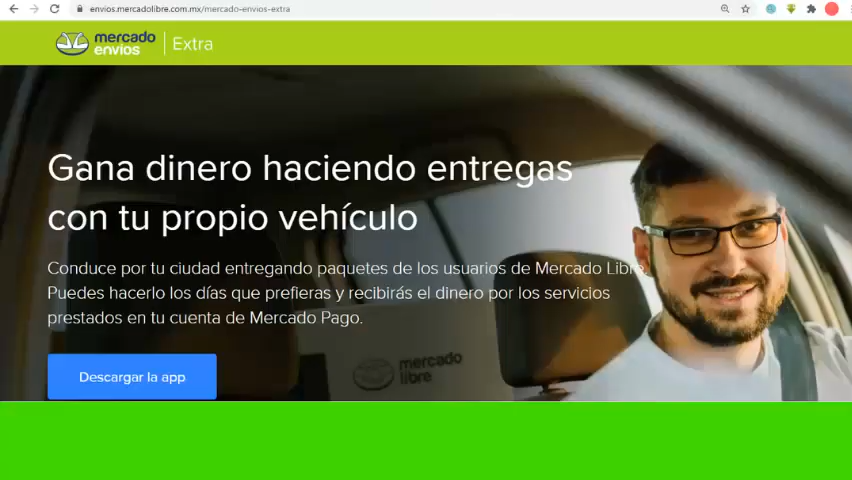 envios.mercadolibre.com.mx/mercado-envios-extra
mercado
envios
Extra
Gana dinero haciendo entregas
con tu propio vehículo
Conduce por tu ciudad entregando paquetes de los usuarios de Mercado Libre.
Puedes hacerlo los días que prefieras y recibirás el dinero por los servicios
prestados en tu cuenta de Mercado Pago.
mercado
libre
Descargar la app